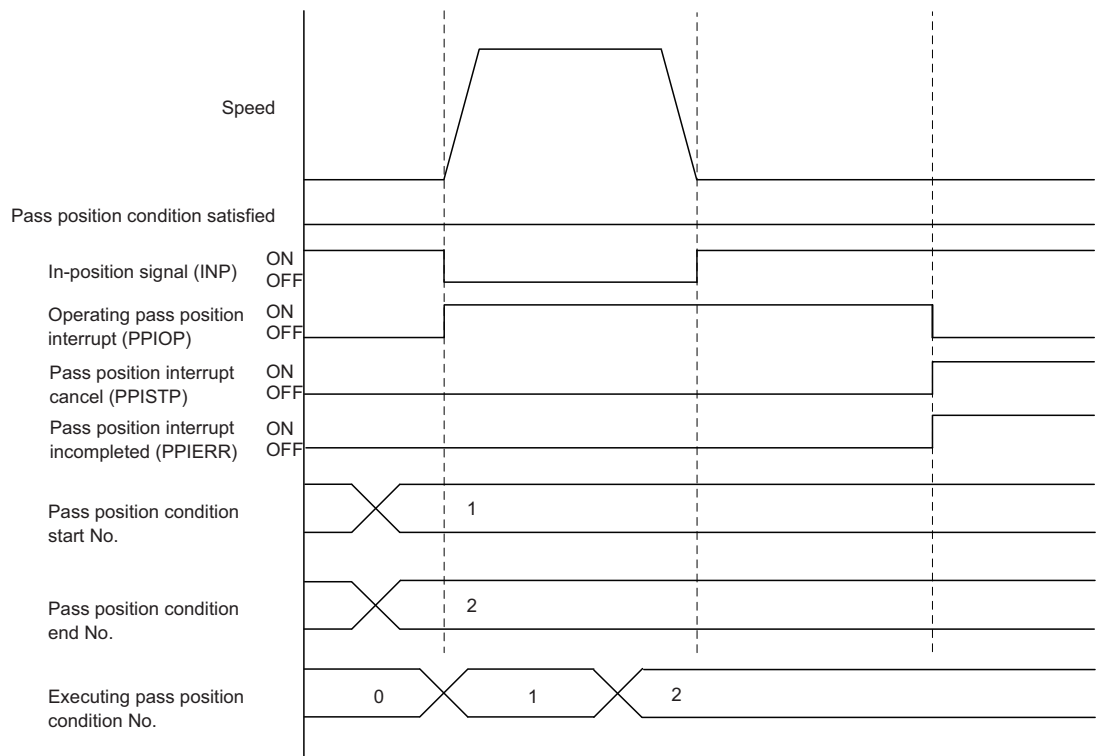 Speed
Pass position condition satisfied
In-position signal (INP)
ON
OFF
Operating pass position
interrupt (PPIOP)
ON
OFF
Pass position interrupt
cancel (PPISTP)
ON
OFF
Pass position interrupt
incompleted (PPIERR)
ON
OFF
Pass position condition
start No.
1
Pass position condition
end No.
2
Executing pass position
condition No.
0
1
2